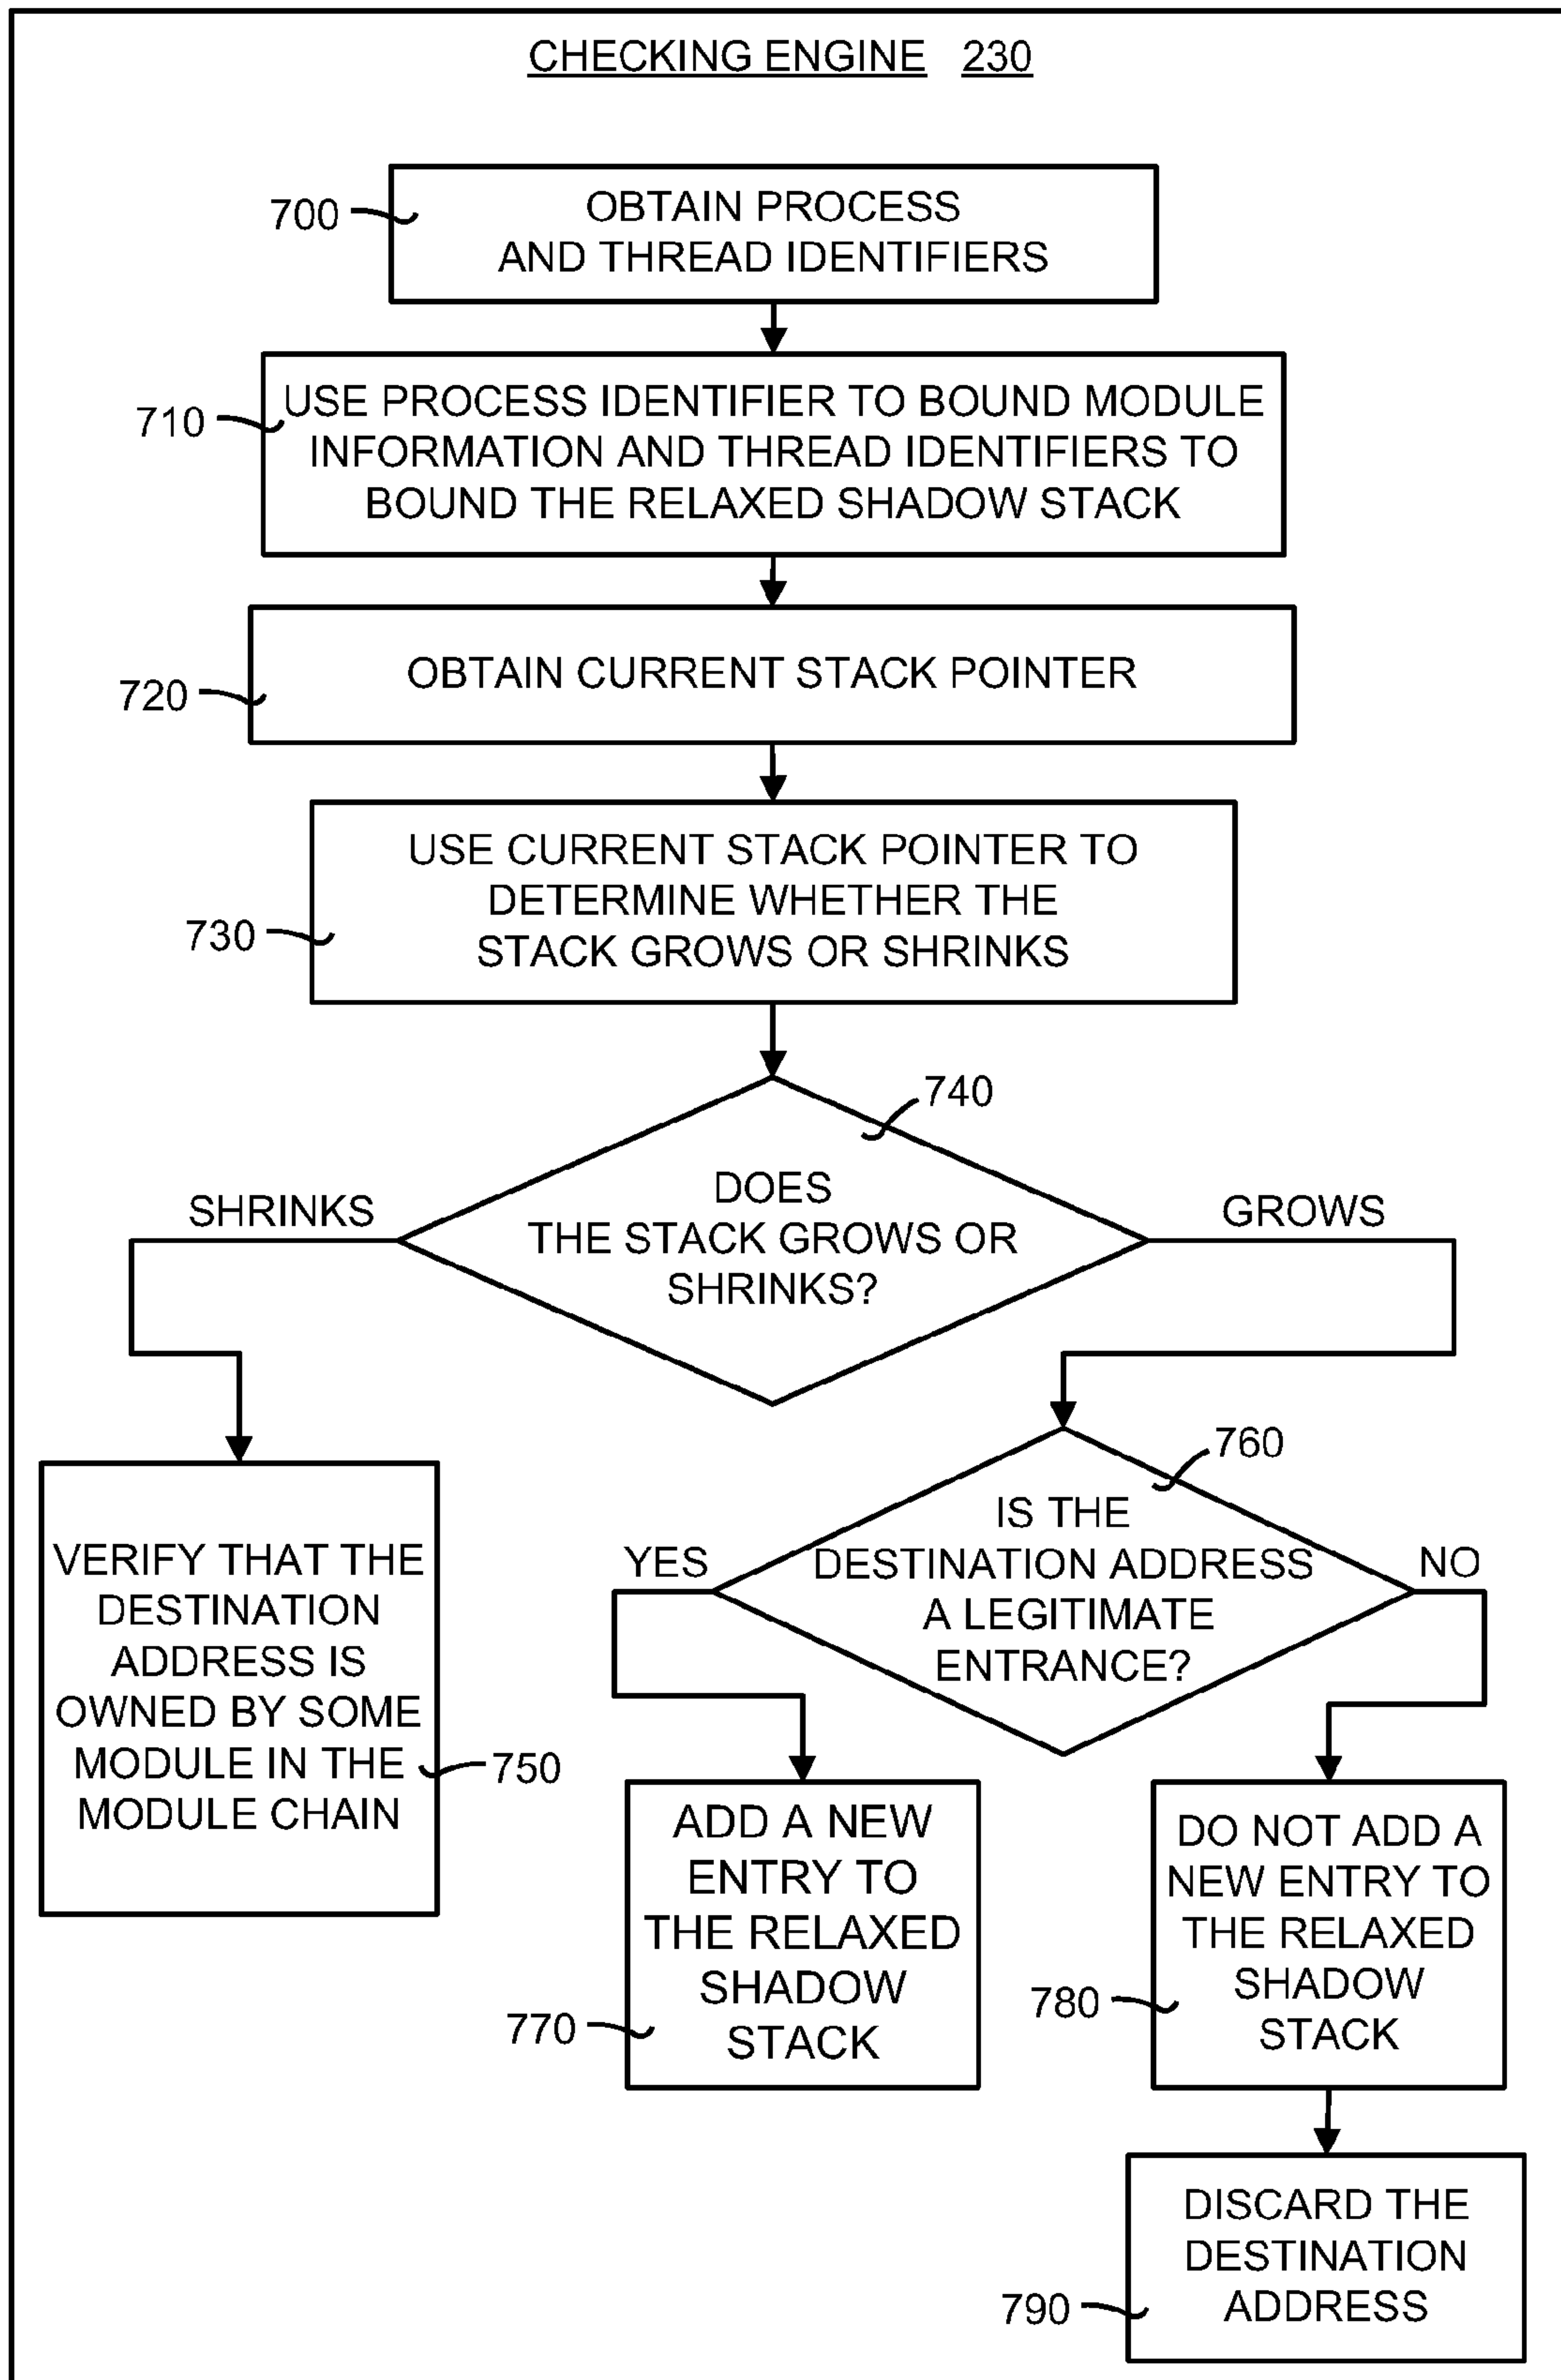 CHECKING ENGINE 230
700
OBTAIN PROCESS
AND THREAD IDENTIFIERS
710
USE PROCESS IDENTIFIER TO BOUND MODULE
INFORMATION AND THREAD IDENTIFIERS TO
BOUND THE RELAXED SHADOW STACK
720
OBTAIN CURRENT STACK POINTER
730
USE CURRENT STACK POINTER TO
DETERMINE WHETHER THE
STACK GROWS OR SHRINKS
740
DOES
THE STACK GROWS OR
SHRINKS?
SHRINKS
GROWS
VERIFY THAT THE
DESTINATION
ADDRESS IS
OWNED BY SOME
MODULE IN THE
MODULE CHAIN
750
760
IS THE
DESTINATION ADDRESS
A LEGITIMATE
ENTRANCE?
YES
NO
ADD A NEW
ENTRY TO
THE RELAXED
SHADOW
STACK
770
DO NOT ADD A
NEW ENTRY TO
THE RELAXED
SHADOW
STACK
780
DISCARD THE
DESTINATION
ADDRESS
790